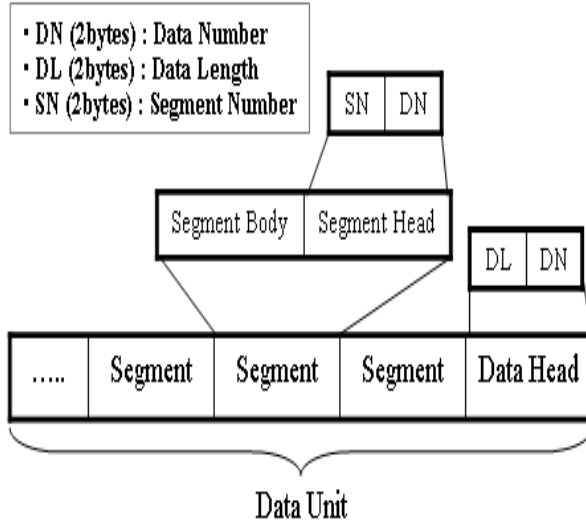 · DN (2bytes) : Data Number
· DL (2bytes) : Data Length
· SN (2bytes) : Segment Number
SN DN
Segment Body Segment Head
DL DN
..... Segment Segment Segment Data Head
Data Unit